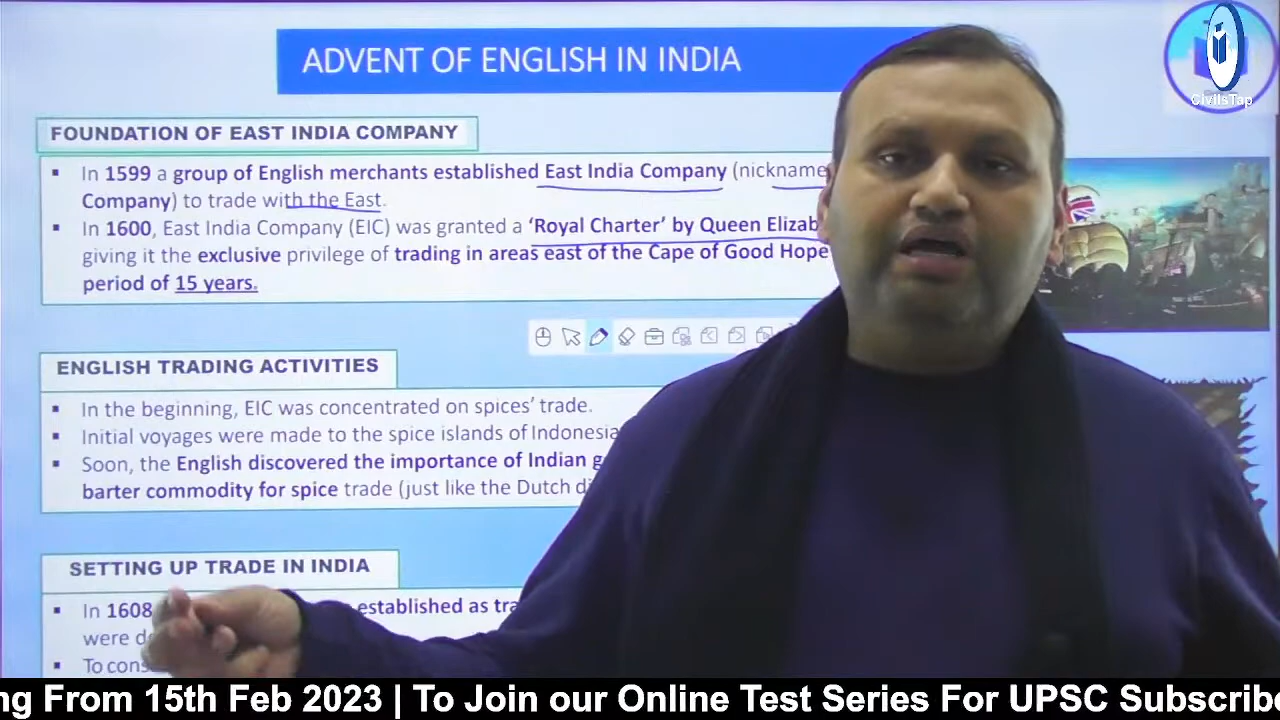 ADVENT OF ENGLISH IN INDIA
CivilsTap
FOUNDATION OF EAST INDIA COMPANY
▪ In 1599 a group of English merchants established East India Company (nickname
Company) to trade with the East.
▪ In 1600, East India Company (EIC) was granted a ‘Royal Charter’ by Queen Elizab
giving it the exclusive privilege of trading in areas east of the Cape of Good Hope
period of 15 years.
ENGLISH TRADING ACTIVITIES
▪ In the beginning, EIC was concentrated on spices’ trade.
▪ Initial voyages were made to the spice islands of Indonesia
▪ Soon, the English discovered the importance of Indian
barter commodity for spice trade (just like the Dutch
SETTING UP TRADE IN INDIA
▪ In 1608 established as
were
▪ To
ng From 15th Feb 2023 | To Join our Online Test Series For UPSC Subscribe